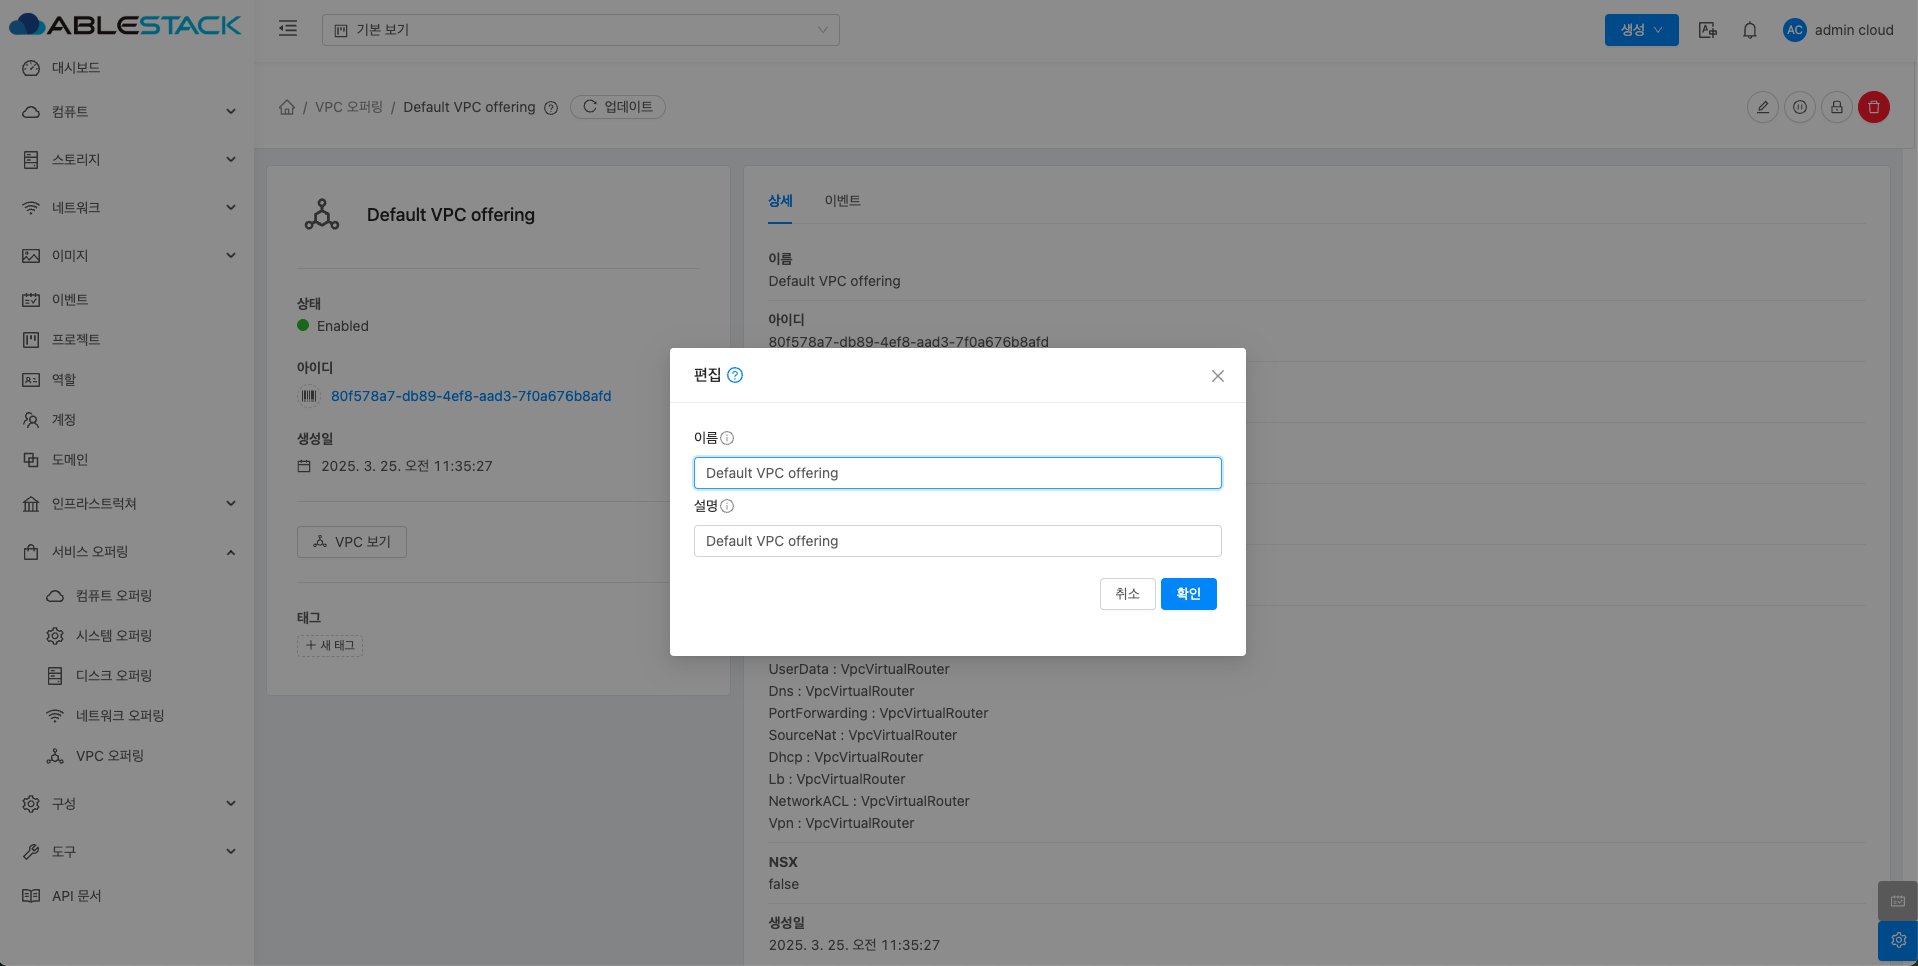 ABLESTACK
기본 보기
생성
AC
admin cloud
대시보드
컴퓨트
스토리지
네트워크
이미지
이벤트
프로젝트
역할
계정
도메인
인프라스트럭쳐
서비스 오퍼링
컴퓨트 오퍼링
시스템 오퍼링
디스크 오퍼링
네트워크 오퍼링
VPC 오퍼링
구성
도구
API 문서
/ VPC 오퍼링 / Default VPC offering
업데이트
Default VPC offering
상태
Enabled
아이디
80f578a7-db89-4ef8-aad3-7f0a676b8afd
생성일
2025. 3. 25. 오전 11:35:27
VPC 보기
태그
새 태그
상세
이벤트
이름
Default VPC offering
아이디
80f578a7-db89-4ef8-aad3-7f0a676b8afd
편집
이름
Default VPC offering
설명
Default VPC offering
취소
확인
UserData : VpcVirtualRouter
Dns : VpcVirtualRouter
PortForwarding : VpcVirtualRouter
SourceNat : VpcVirtualRouter
Dhcp : VpcVirtualRouter
Lb : VpcVirtualRouter
NetworkACL : VpcVirtualRouter
Vpn : VpcVirtualRouter
NSX
false
생성일
2025. 3. 25. 오전 11:35:27